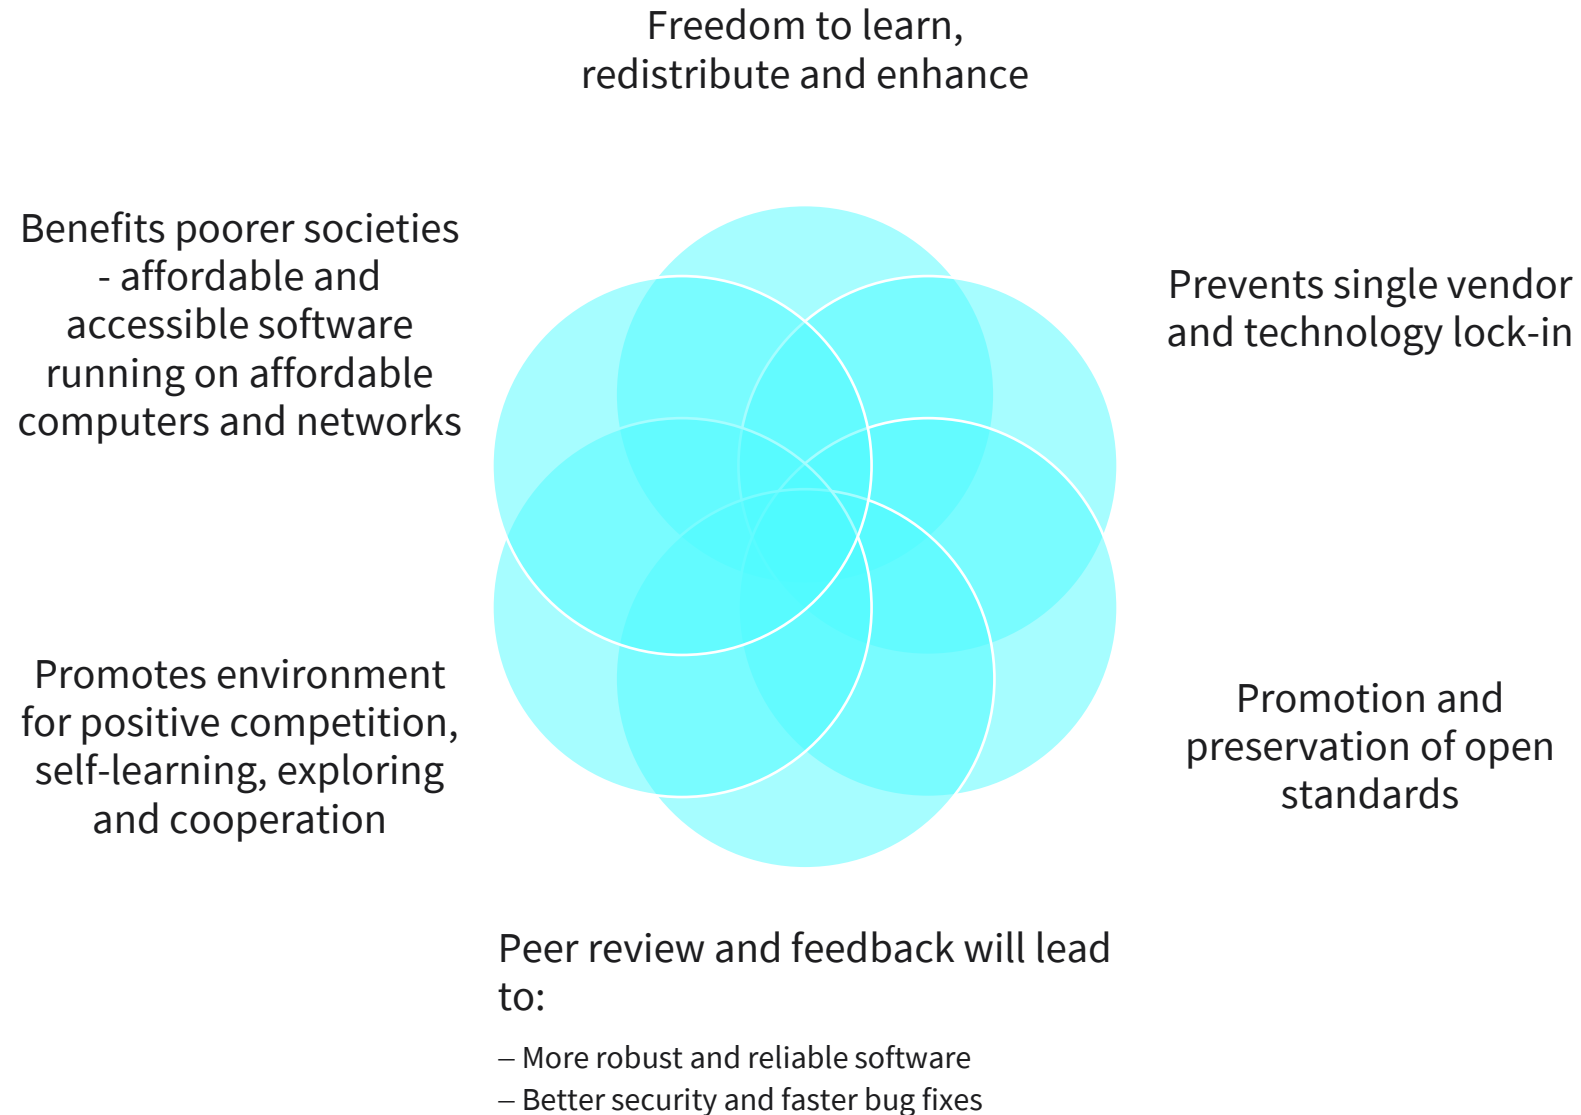 Freedom to learn,
redistribute and enhance
Benefits poorer societies
- affordable and
accessible software
running on affordable
computers and networks
Prevents single vendor
and technology lock-in
Promotes environment
for positive competition,
self-learning, exploring
and cooperation
Promotion and
preservation of open
standards
Peer review and feedback will lead
to:
– More robust and reliable software
– Better security and faster bug fixes